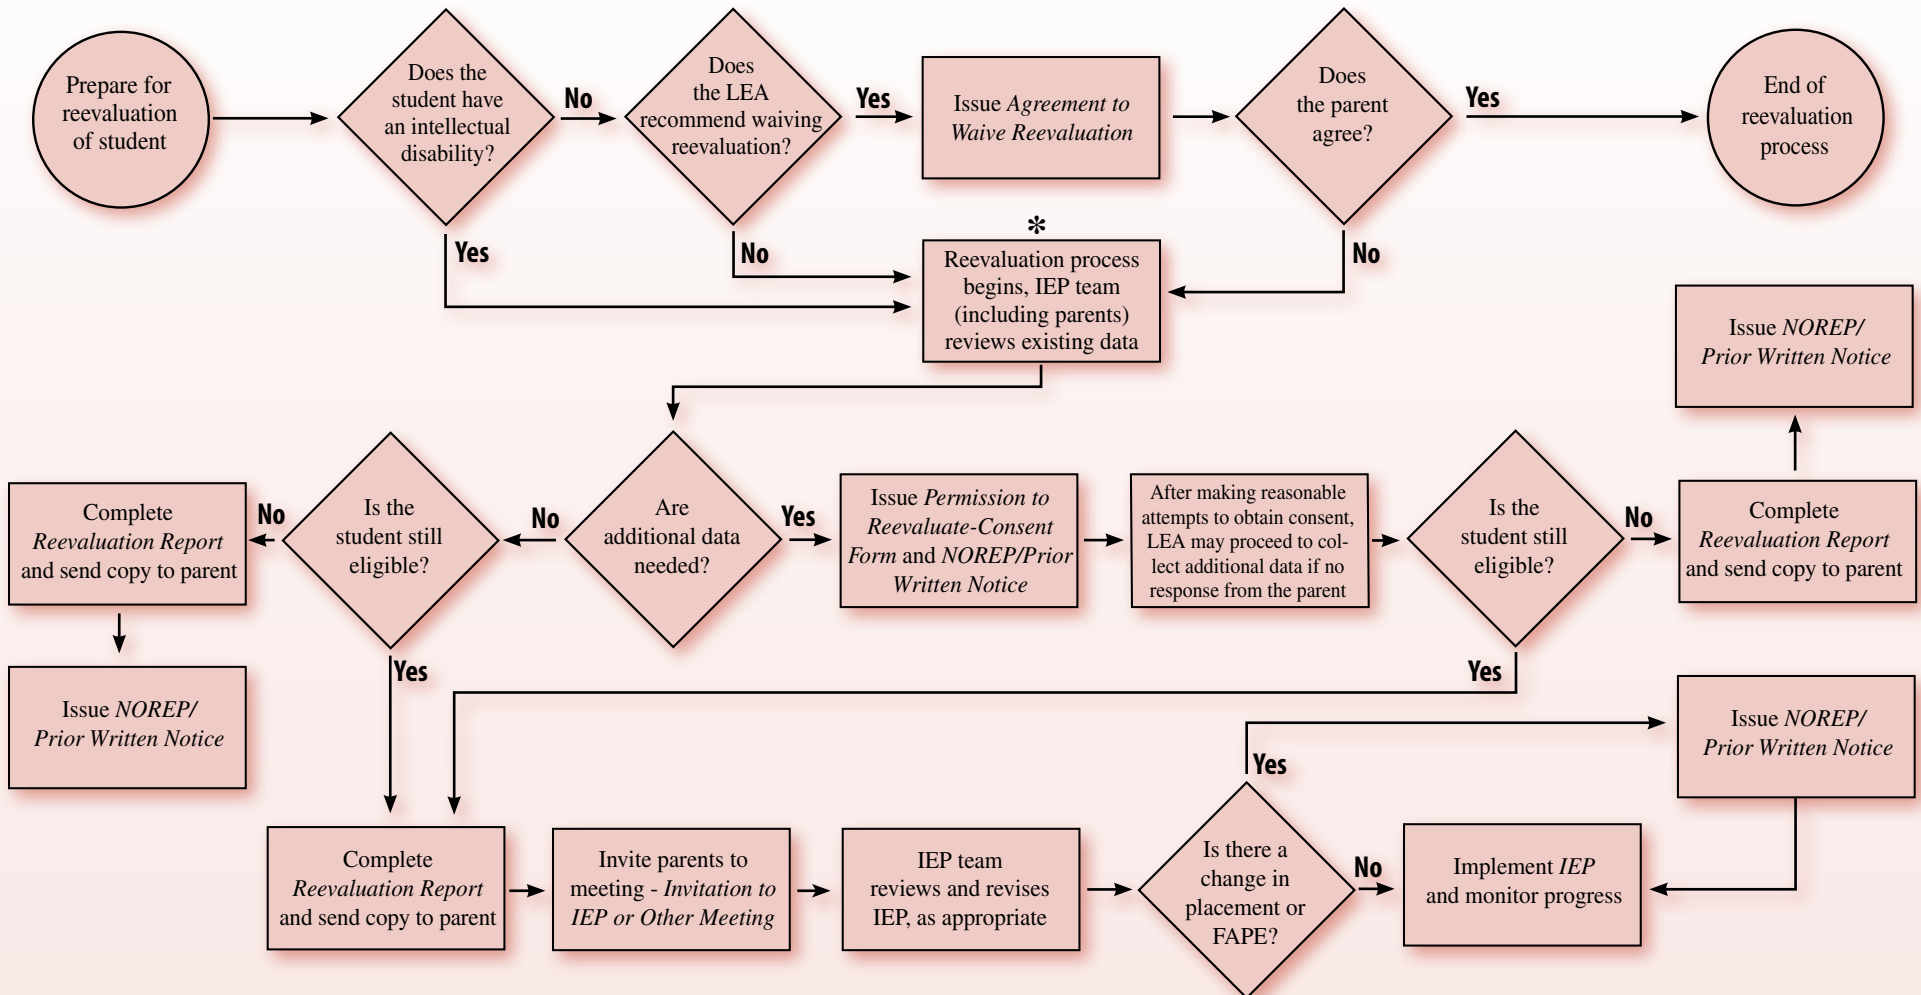 Prepare for
reevaluation
of student
Does the
student have
an intellectual
disability?
No
Yes
Does
the LEA
recommend waiving
reevaluation?
Yes
No
Issue Agreement to
Waive Reevaluation
Does
the parent
agree?
Yes
No
End of
reevaluation
process
*
Reevaluation process
begins, IEP team
(including parents)
reviews existing data
Issue NOREP/
Prior Written Notice
Complete
Reevaluation Report
and send copy to parent
No
Is the
student still
eligible?
No
Are
additional data
needed?
Yes
Issue Permission to
Reevaluate-Consent
Form and NOREP/Prior
Written Notice
After making reasonable
attempts to obtain consent,
LEA may proceed to col-
lect additional data if no
response from the parent
Is the
student still
eligible?
No
Complete
Reevaluation Report
and send copy to parent
Yes
Yes
Issue NOREP/
Prior Written Notice
Issue NOREP/
Prior Written Notice
Yes
Complete
Reevaluation Report
and send copy to parent
Invite parents to
meeting - Invitation to
IEP or Other Meeting
IEP team
reviews and revises
IEP, as appropriate
Is there a
change in
placement or
FAPE?
No
Implement IEP
and monitor progress